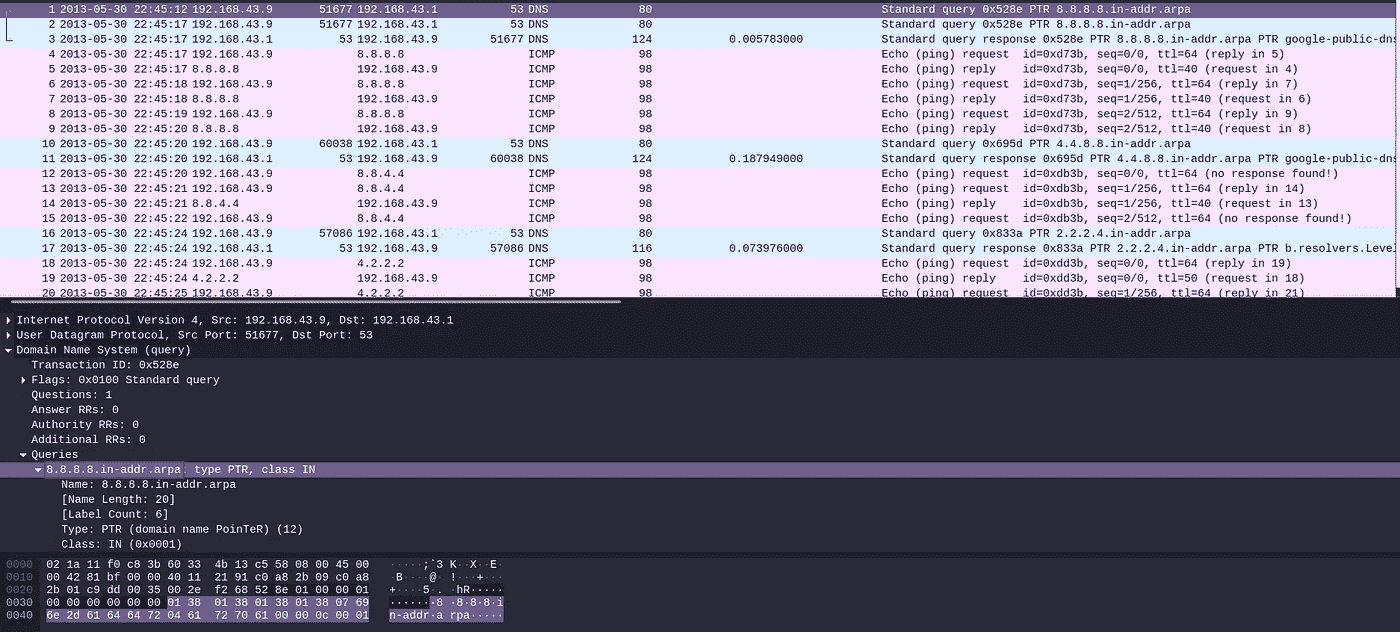 1 2013-05-30 22:45:12 192.168.43.9 51677 192.168.43.1 53 DNS 80 Standard query 0x528e PTR 8.8.8.8.in-addr.arpa
2 2013-05-30 22:45:17 192.168.43.9 51677 192.168.43.1 53 DNS 80 Standard query 0x528e PTR 8.8.8.8.in-addr.arpa
3 2013-05-30 22:45:17 192.168.43.1 53 192.168.43.9 51677 DNS 124 0.005783000 Standard query response 0x528e PTR 8.8.8.8.in-addr.arpa PTR google-public-dns
4 2013-05-30 22:45:17 192.168.43.9 8.8.8.8 ICMP 98 Echo (ping) request id=0xd73b, seq=0/0, ttl=64 (reply in 5)
5 2013-05-30 22:45:17 8.8.8.8 192.168.43.9 ICMP 98 Echo (ping) reply id=0xd73b, seq=0/0, ttl=40 (request in 4)
6 2013-05-30 22:45:18 192.168.43.9 8.8.8.8 ICMP 98 Echo (ping) request id=0xd73b, seq=1/256, ttl=64 (reply in 7)
7 2013-05-30 22:45:18 8.8.8.8 192.168.43.9 ICMP 98 Echo (ping) reply id=0xd73b, seq=1/256, ttl=40 (request in 6)
8 2013-05-30 22:45:19 192.168.43.9 8.8.8.8 ICMP 98 Echo (ping) request id=0xd73b, seq=2/512, ttl=64 (reply in 9)
9 2013-05-30 22:45:20 8.8.8.8 192.168.43.9 ICMP 98 Echo (ping) reply id=0xd73b, seq=2/512, ttl=40 (request in 8)
10 2013-05-30 22:45:20 192.168.43.9 60038 192.168.43.1 53 DNS 80 Standard query 0x695d PTR 4.4.8.8.in-addr.arpa
11 2013-05-30 22:45:20 192.168.43.1 53 192.168.43.9 60038 DNS 124 0.187949000 Standard query response 0x695d PTR 4.4.8.8.in-addr.arpa PTR google-public-dns
12 2013-05-30 22:45:20 192.168.43.9 8.8.4.4 ICMP 98 Echo (ping) request id=0xdb3b, seq=0/0, ttl=64 (no response found!)
13 2013-05-30 22:45:21 192.168.43.9 8.8.4.4 ICMP 98 Echo (ping) request id=0xdb3b, seq=1/256, ttl=64 (reply in 14)
14 2013-05-30 22:45:21 8.8.4.4 192.168.43.9 ICMP 98 Echo (ping) reply id=0xdb3b, seq=1/256, ttl=40 (request in 13)
15 2013-05-30 22:45:22 192.168.43.9 8.8.4.4 ICMP 98 Echo (ping) request id=0xdb3b, seq=2/512, ttl=64 (no response found!)
16 2013-05-30 22:45:24 192.168.43.9 57086 192.168.43.1 53 DNS 80 Standard query 0x833a PTR 2.2.2.4.in-addr.arpa
17 2013-05-30 22:45:24 192.168.43.1 53 192.168.43.9 57086 DNS 116 0.073976000 Standard query response 0x833a PTR 2.2.2.4.in-addr.arpa PTR b.resolvers.Level
18 2013-05-30 22:45:24 192.168.43.9 4.2.2.2 ICMP 98 Echo (ping) request id=0xdd3b, seq=0/0, ttl=64 (reply in 19)
19 2013-05-30 22:45:24 4.2.2.2 192.168.43.9 ICMP 98 Echo (ping) reply id=0xdd3b, seq=0/0, ttl=50 (request in 18)
20 2013-05-30 22:45:25 192.168.43.9 4.2.2.2 ICMP 98 Echo (ping) request id=0xdd3b, seq=1/256, ttl=64 (reply in 21)
Internet Protocol Version 4, Src: 192.168.43.9, Dst: 192.168.43.1
User Datagram Protocol, Src Port: 51677, Dst Port: 53
Domain Name System (query)
Transaction ID: 0x528e
Flags: 0x0100 Standard query
Questions: 1
Answer RRs: 0
Authority RRs: 0
Additional RRs: 0
Queries
8.8.8.8.in-addr.arpa: type PTR, class IN
Name: 8.8.8.8.in-addr.arpa
[Name Length: 20]
[Label Count: 6]
Type: PTR (domain name PoinTeR) (12)
Class: IN (0x0001)
0000 02 1a 11 f0 c8 3b 60 33 4b 13 c5 58 08 00 45 00 ·····;`3 K··X··E·
0010 00 42 81 bf 00 00 40 11 21 91 c0 a8 2b 09 c0 a8 ·B····@· !···+···
0020 2b 01 c9 dd 00 35 00 2e f2 68 52 8e 01 00 00 01 +····5·. ·hR·····
0030 00 00 00 00 00 00 01 38 01 38 01 38 01 38 07 69 ·······8 ·8·8·8·i
0040 6e 2d 61 64 64 72 04 61 72 70 61 00 00 0c 00 01 n-addr·a rpa·····